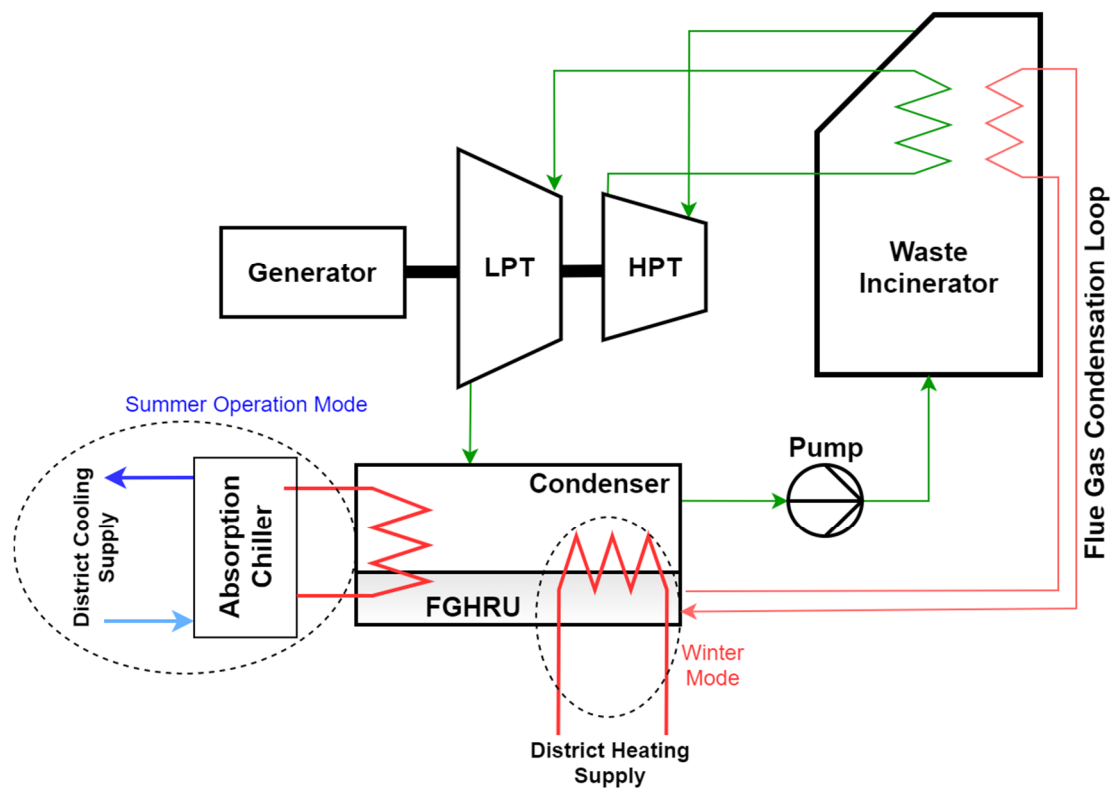 Waste
Incinerator
Flue Gas Condensation Loop
Generator
LPT
HPT
Summer Operation Mode
District Cooling
Supply
Absorption
Chiller
Condenser
FGHRU
Pump
Winter
Mode
District Heating
Supply